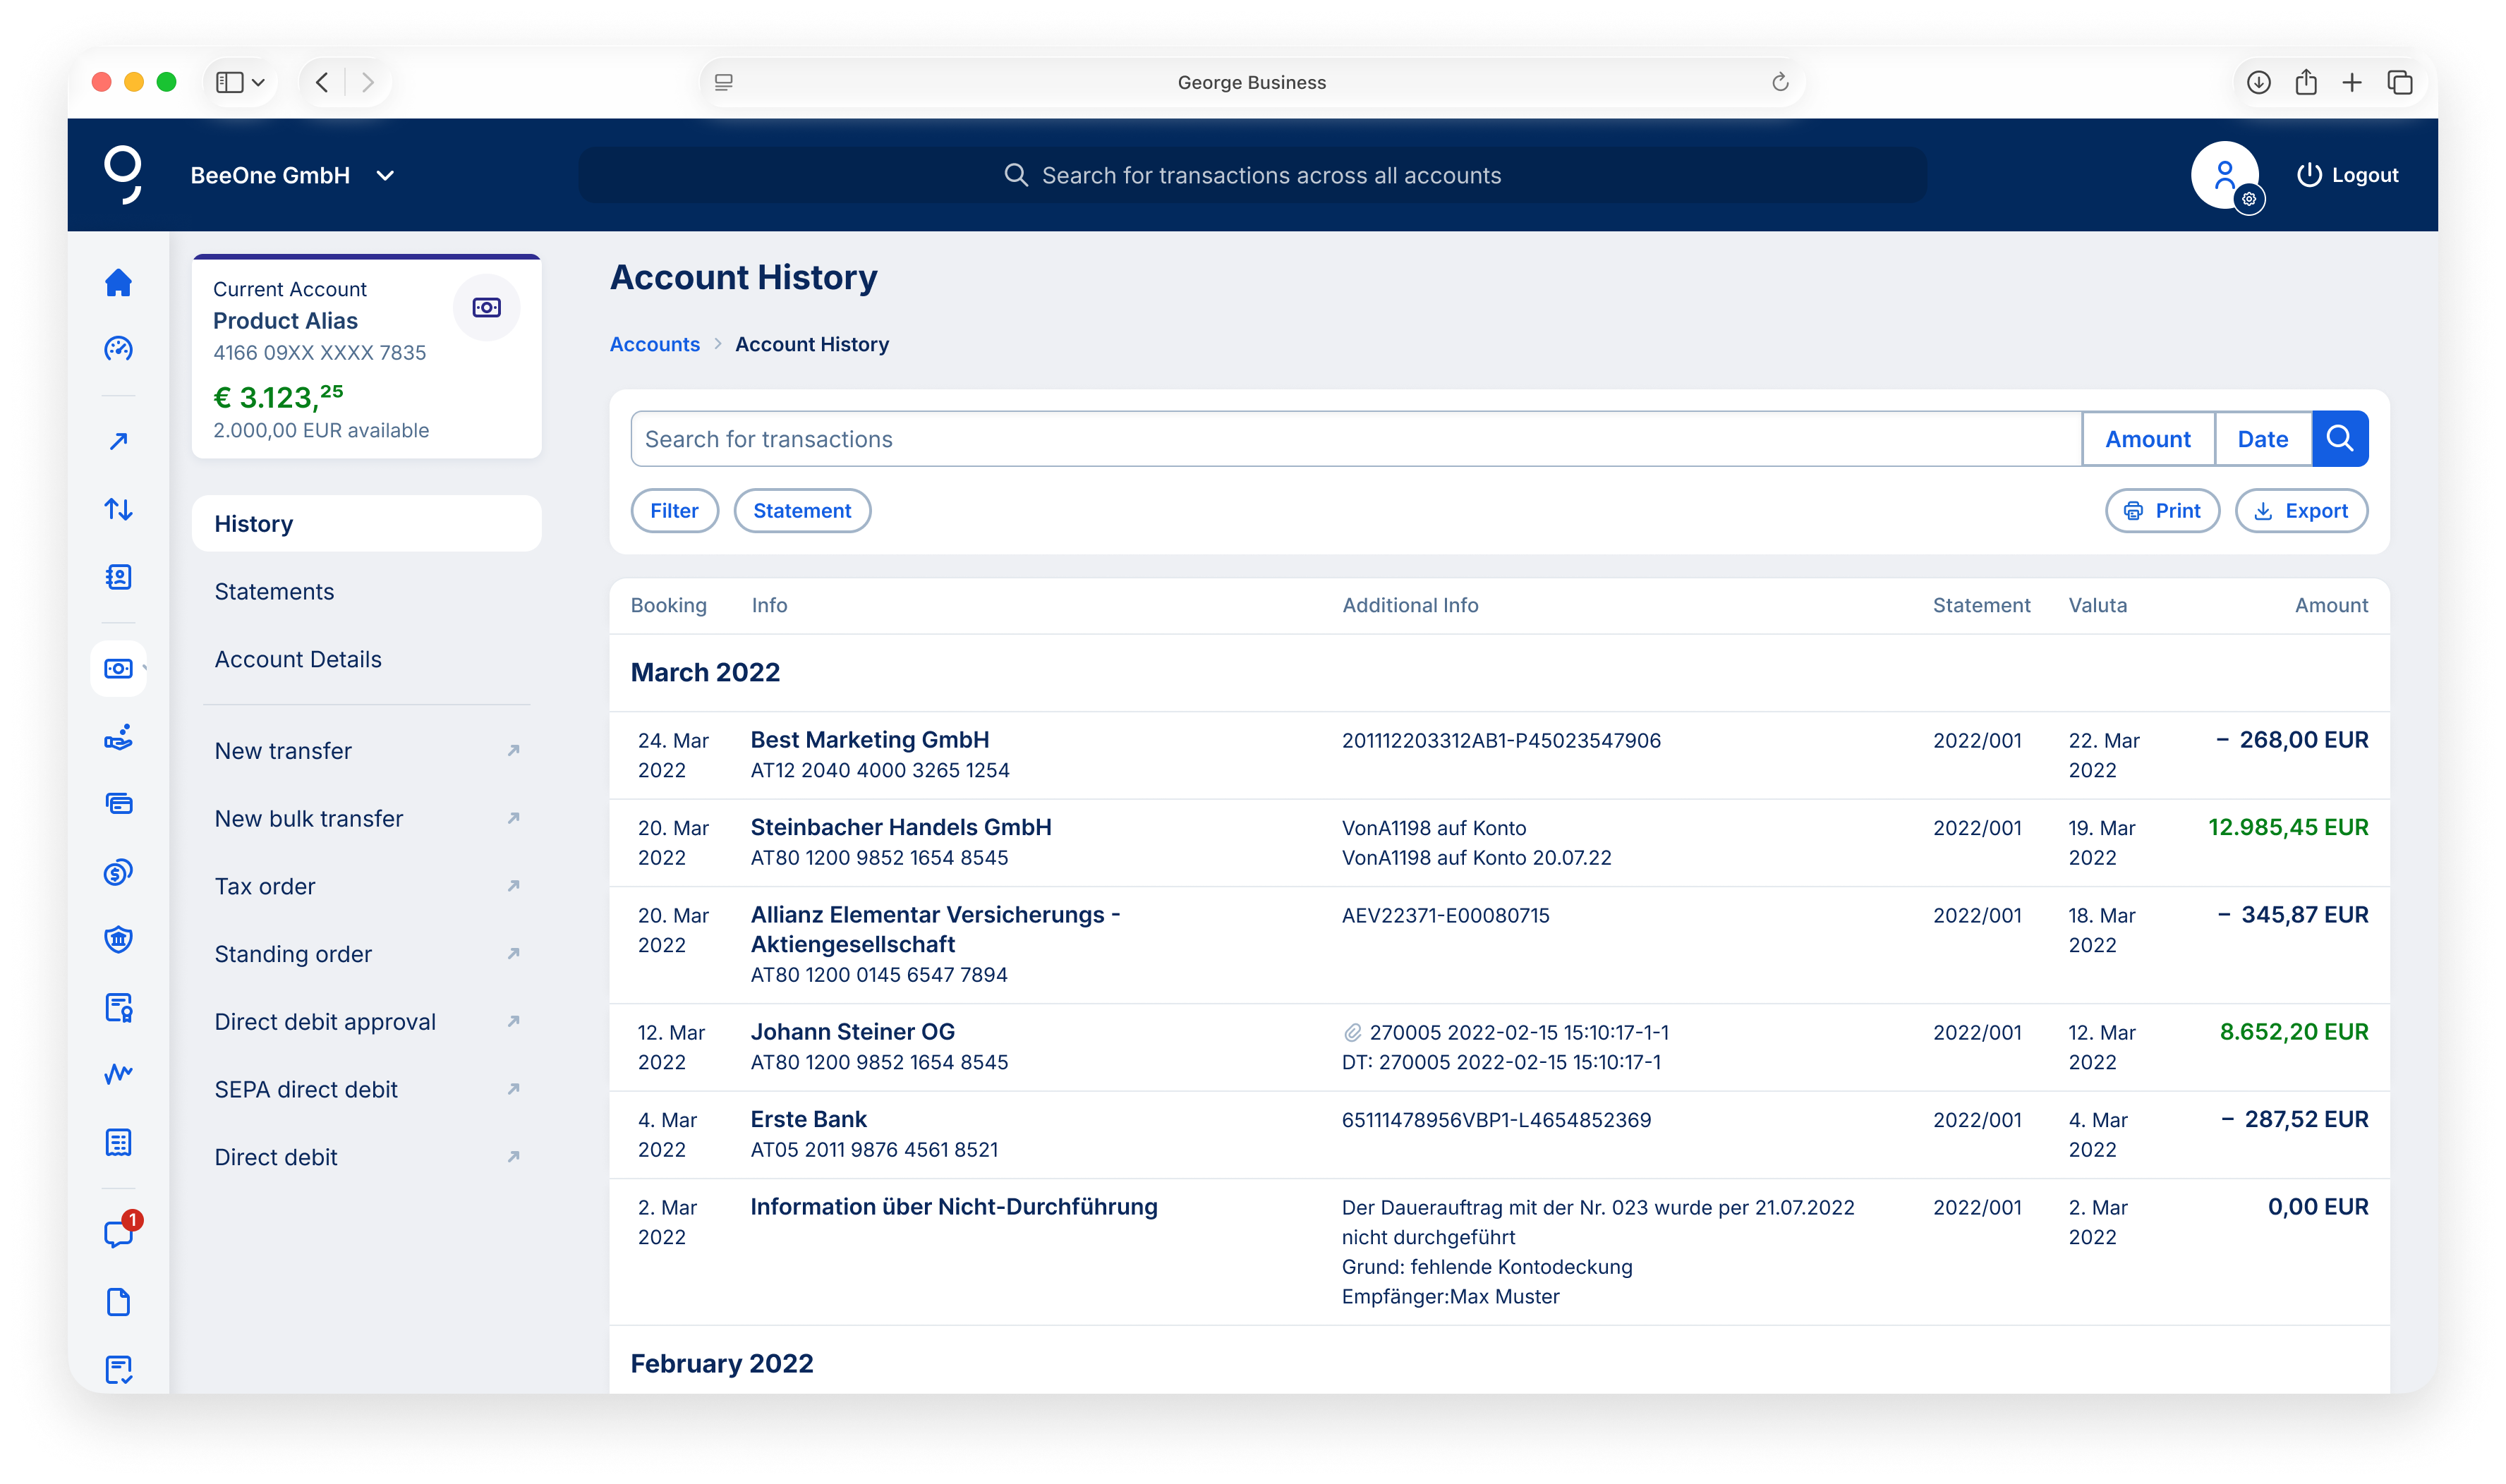 George Business
BeeOne GmbH
Search for transactions across all accounts
Logout
Current Account
Product Alias
4166 09XX XXXX 7835
€ 3.123,25
2.000,00 EUR available
History
Statements
Account Details
New transfer
New bulk transfer
Tax order
Standing order
Direct debit approval
SEPA direct debit
Direct debit
1
Account History
Accounts > Account History
Search for transactions
Amount
Date
Filter
Statement
Print
Export
Booking Info Additional Info Statement Valuta Amount
March 2022
24. Mar Best Marketing GmbH 201112203312AB1-P45023547906 2022/001 22. Mar − 268,00 EUR
2022 AT12 2040 4000 3265 1254 2022
20. Mar Steinbacher Handels GmbH VonA1198 auf Konto 2022/001 19. Mar 12.985,45 EUR
2022 AT80 1200 9852 1654 8545 VonA1198 auf Konto 20.07.22 2022
20. Mar Allianz Elementar Versicherungs - AEV22371-E00080715 2022/001 18. Mar − 345,87 EUR
2022 Aktiengesellschaft 2022
AT80 1200 0145 6547 7894
12. Mar Johann Steiner OG 270005 2022-02-15 15:10:17-1-1 2022/001 12. Mar 8.652,20 EUR
2022 AT80 1200 9852 1654 8545 DT: 270005 2022-02-15 15:10:17-1 2022
4. Mar Erste Bank 65111478956VBP1-L4654852369 2022/001 4. Mar − 287,52 EUR
2022 AT05 2011 9876 4561 8521 2022
2. Mar Information über Nicht-Durchführung Der Dauerauftrag mit der Nr. 023 wurde per 21.07.2022 2022/001 2. Mar 0,00 EUR
2022 nicht durchgeführt 2022
Grund: fehlende Kontodeckung
Empfänger:Max Muster
February 2022